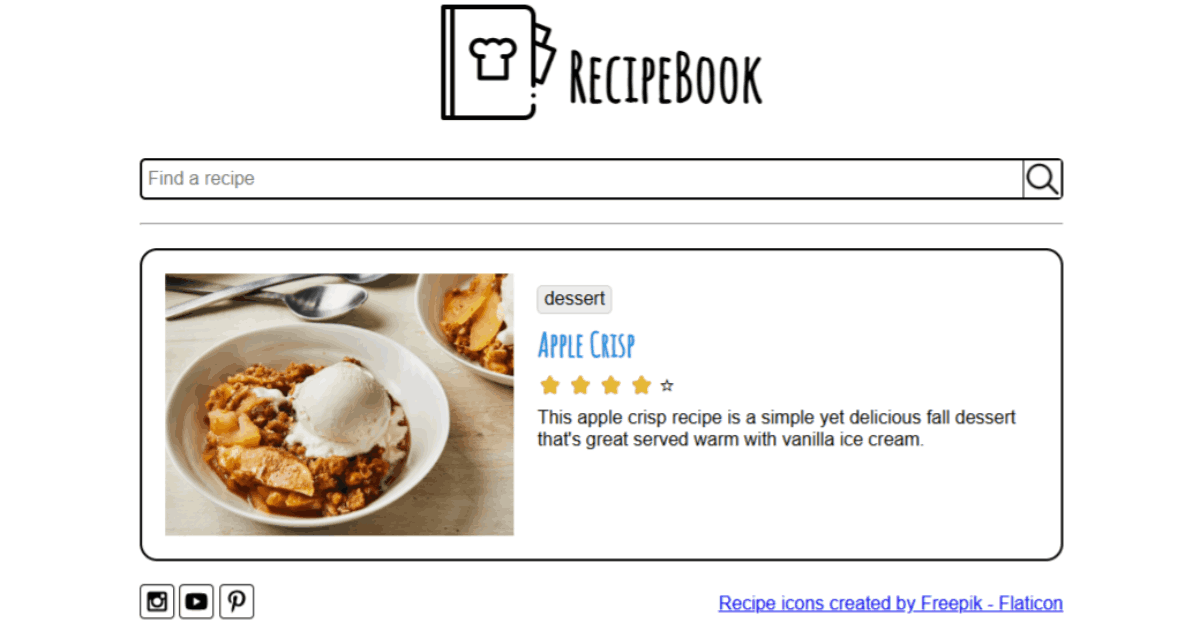 RecipeBook
Find a recipe
dessert
Apple Crisp
This apple crisp recipe is a simple yet delicious fall dessert
that's great served warm with vanilla ice cream.
Recipe icons created by Freepik - Flaticon